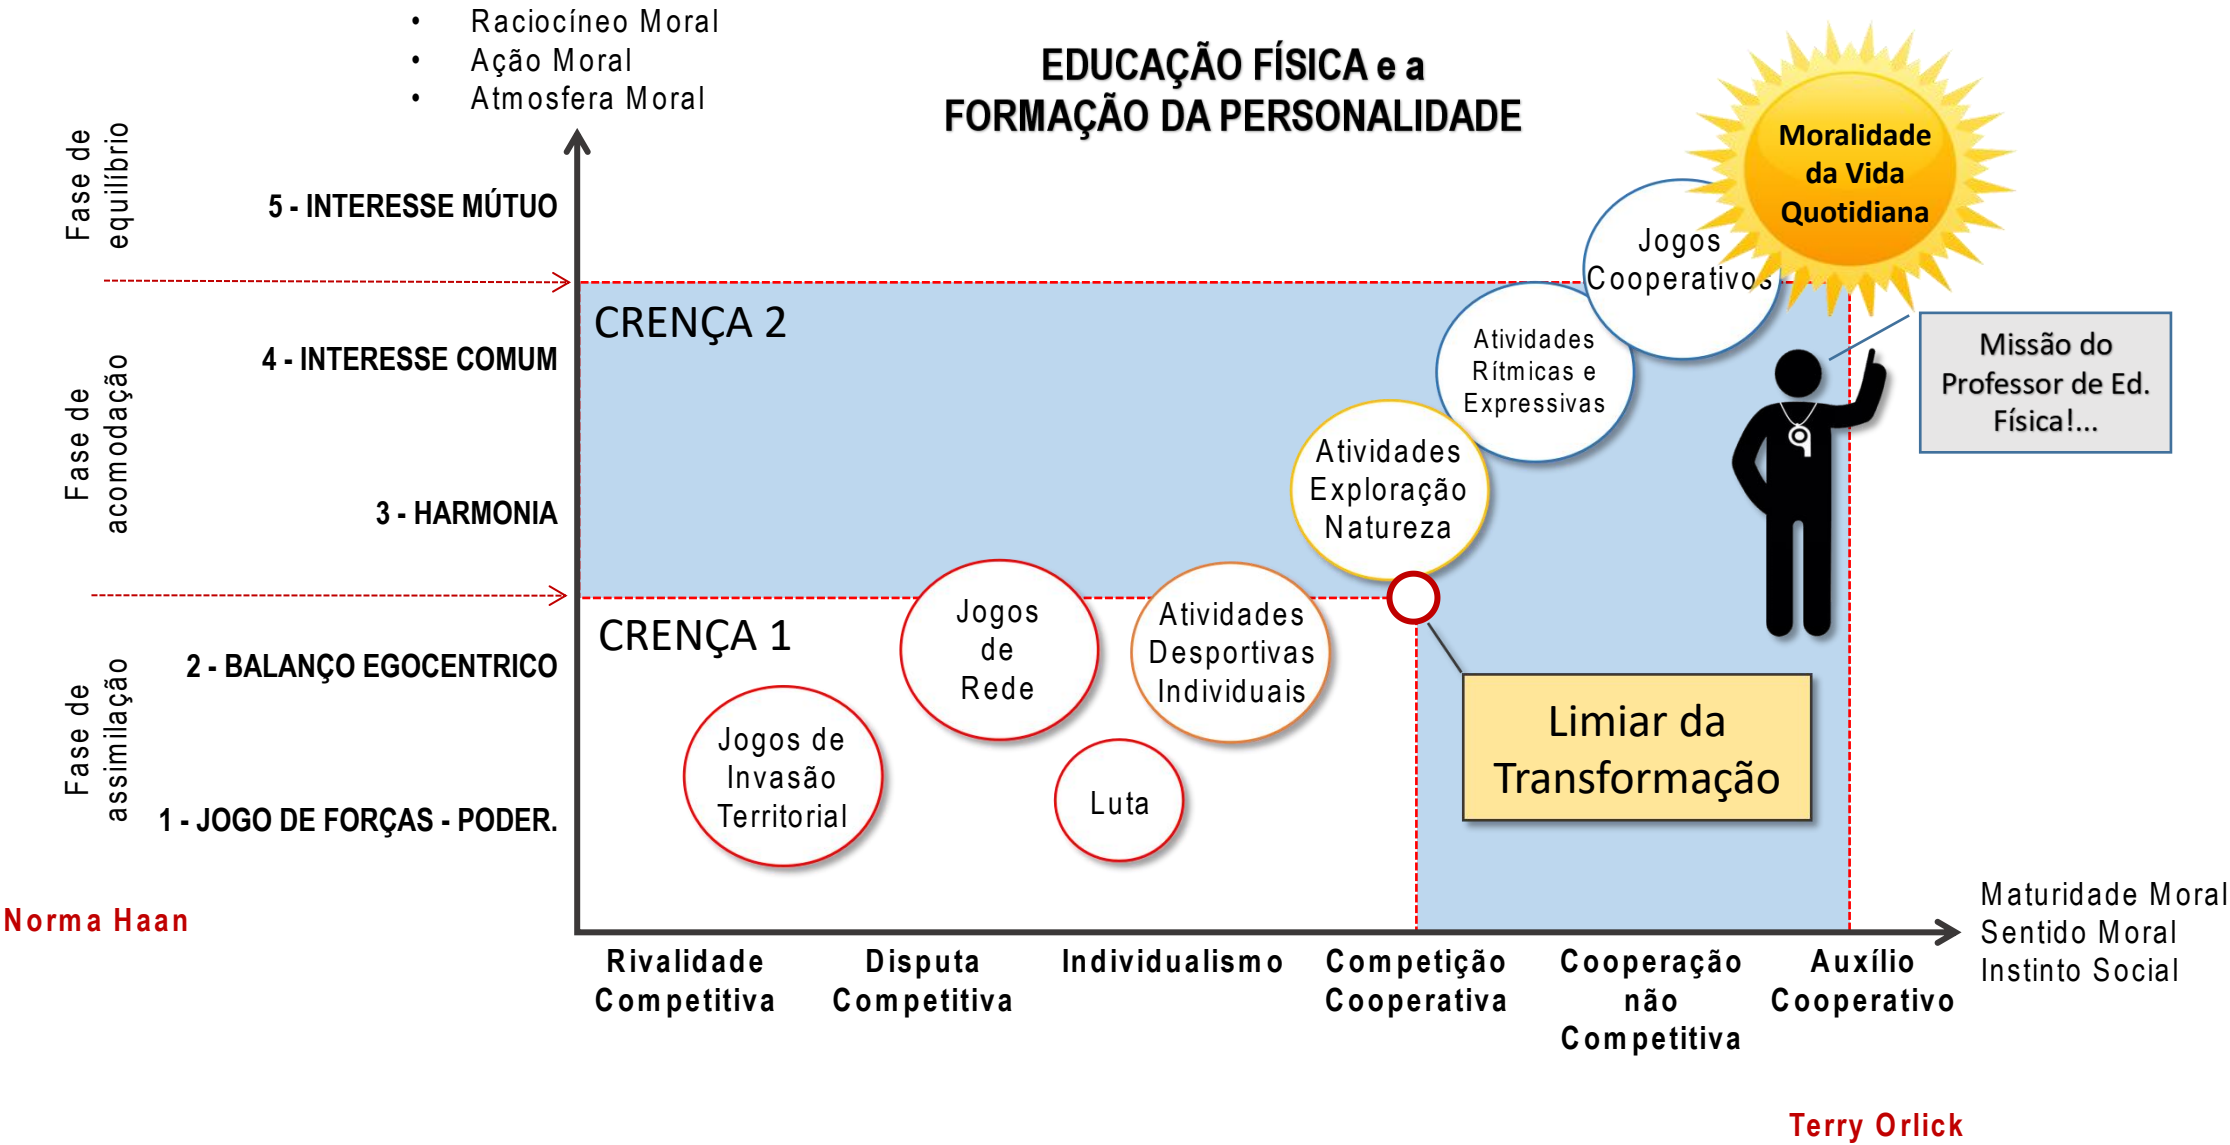 • Raciocíneo Moral
• Ação Moral
• Atmosfera Moral
EDUCAÇÃO FÍSICA e a
FORMAÇÃO DA PERSONALIDADE
Moralidade
da Vida
Quotidiana
Fase de
equilíbrio
5 - INTERESSE MÚTUO
Jogos
Cooperativos
CRENÇA 2
Missão do
Professor de Ed.
Física!...
Fase de
acomodação
4 - INTERESSE COMUM
Atividades
Rítmicas e
Expressivas
Atividades
Exploração
Natureza
3 - HARMONIA
CRENÇA 1
Jogos
de
Rede
Atividades
Desportivas
Individuais
Fase de
assimilação
2 - BALANÇO EGOCENTRICO
Limiar da
Transformação
Jogos de
Invasão
Territorial
Luta
1 - JOGO DE FORÇAS - PODER.
Norma Haan
Maturidade Moral
Sentido Moral
Instinto Social
Rivalidade
Competitiva
Disputa
Competitiva
Individualismo
Competição
Cooperativa
Cooperação
não
Competitiva
Auxílio
Cooperativo
Terry Orlick